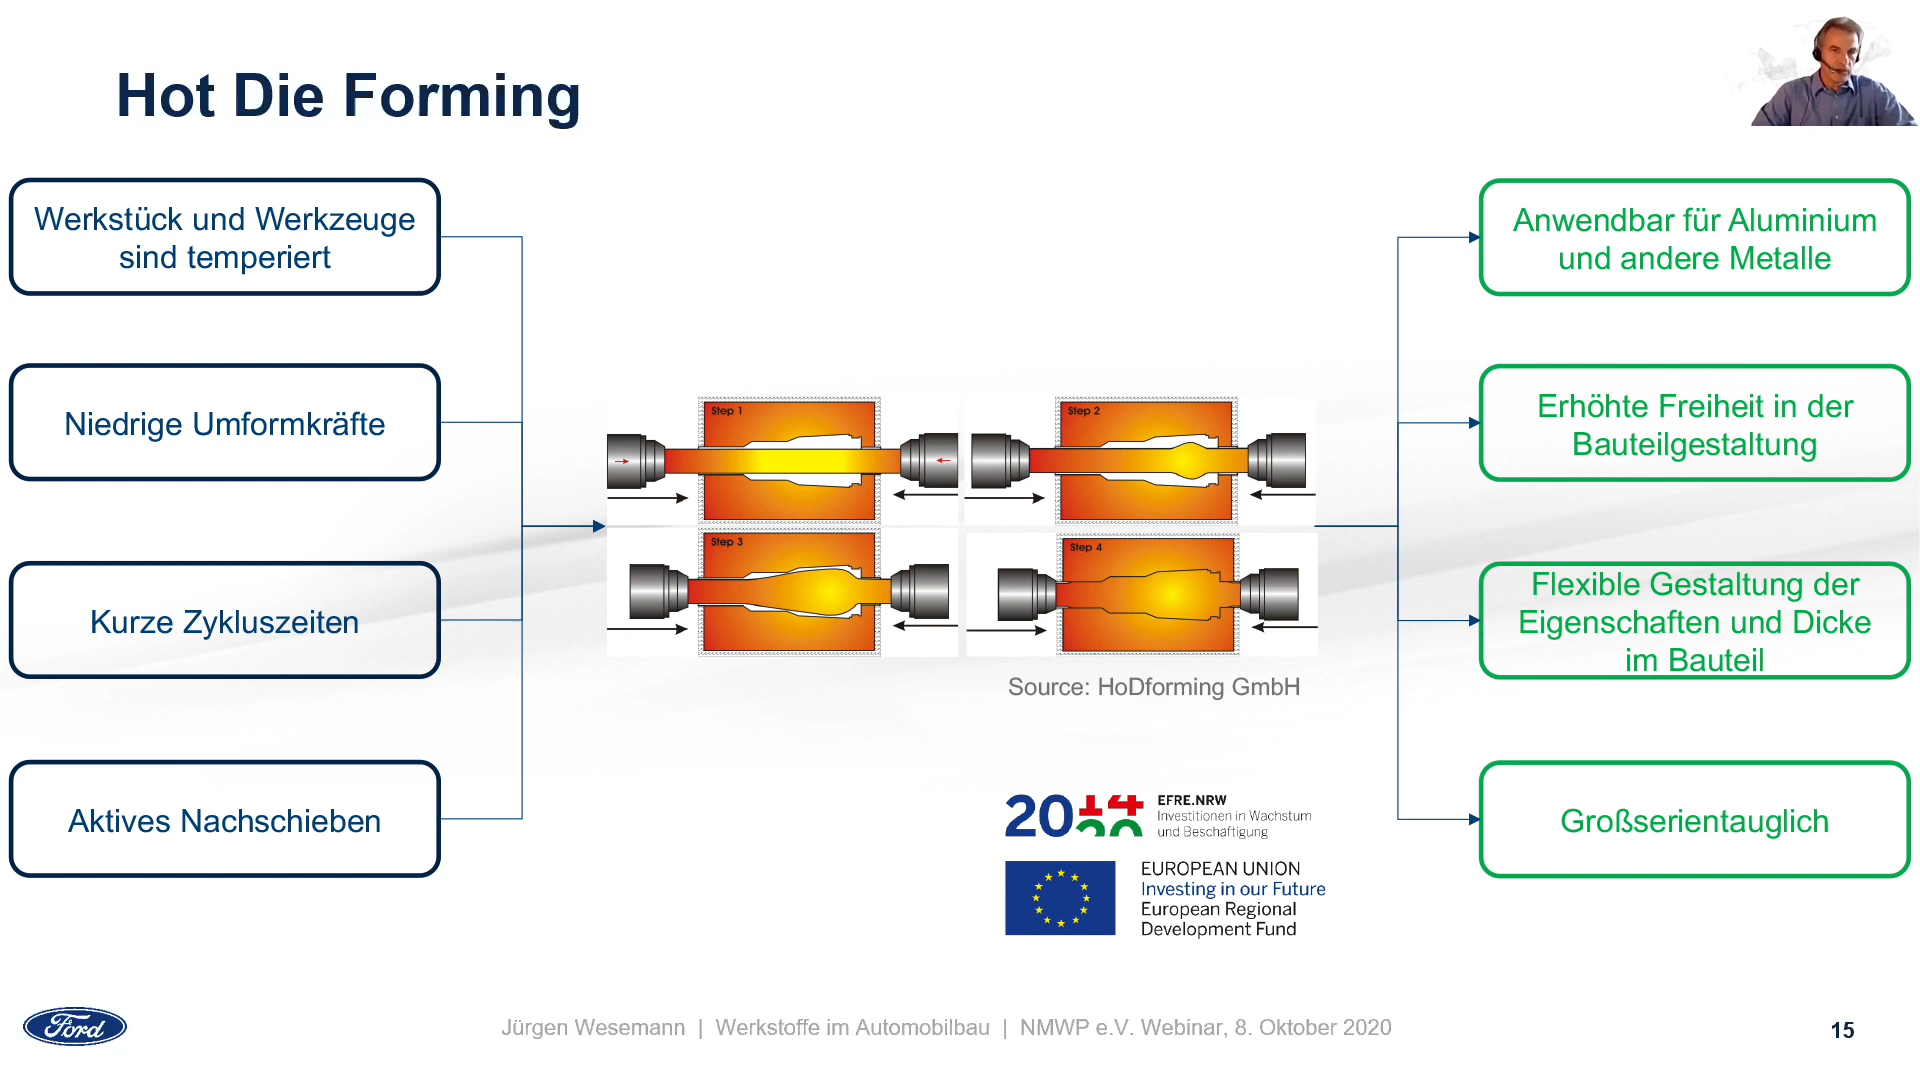 Hot Die Forming
Werkstück und Werkzeuge
sind temperiert
Niedrige Umformkräfte
Kurze Zykluszeiten
Aktives Nachschieben
Step 1
Step 2
Step 3
Step 4
Source: HoDforming GmbH
Anwendbar für Aluminium
und andere Metalle
Erhöhte Freiheit in der
Bauteilgestaltung
Flexible Gestaltung der
Eigenschaften und Dicke
im Bauteil
Großserientauglich
2014
2020
EFRE.NRW
Investitionen in Wachstum
und Beschäftigung
EUROPEAN UNION
Investing in our Future
European Regional
Development Fund
Ford
Jürgen Wesemann | Werkstoffe im Automobilbau | NMWP e.V. Webinar, 8. Oktober 2020
15